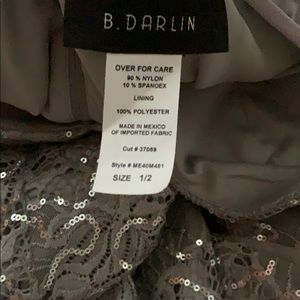 B. DARLIN
OVER FOR CARE
90 % NYLON
10 % SPANDEX
LINING
100% POLYESTER
MADE IN MEXICO
OF IMPORTED FABRIC
Cut # 37089
Style # ME40M461
SIZE 1/2